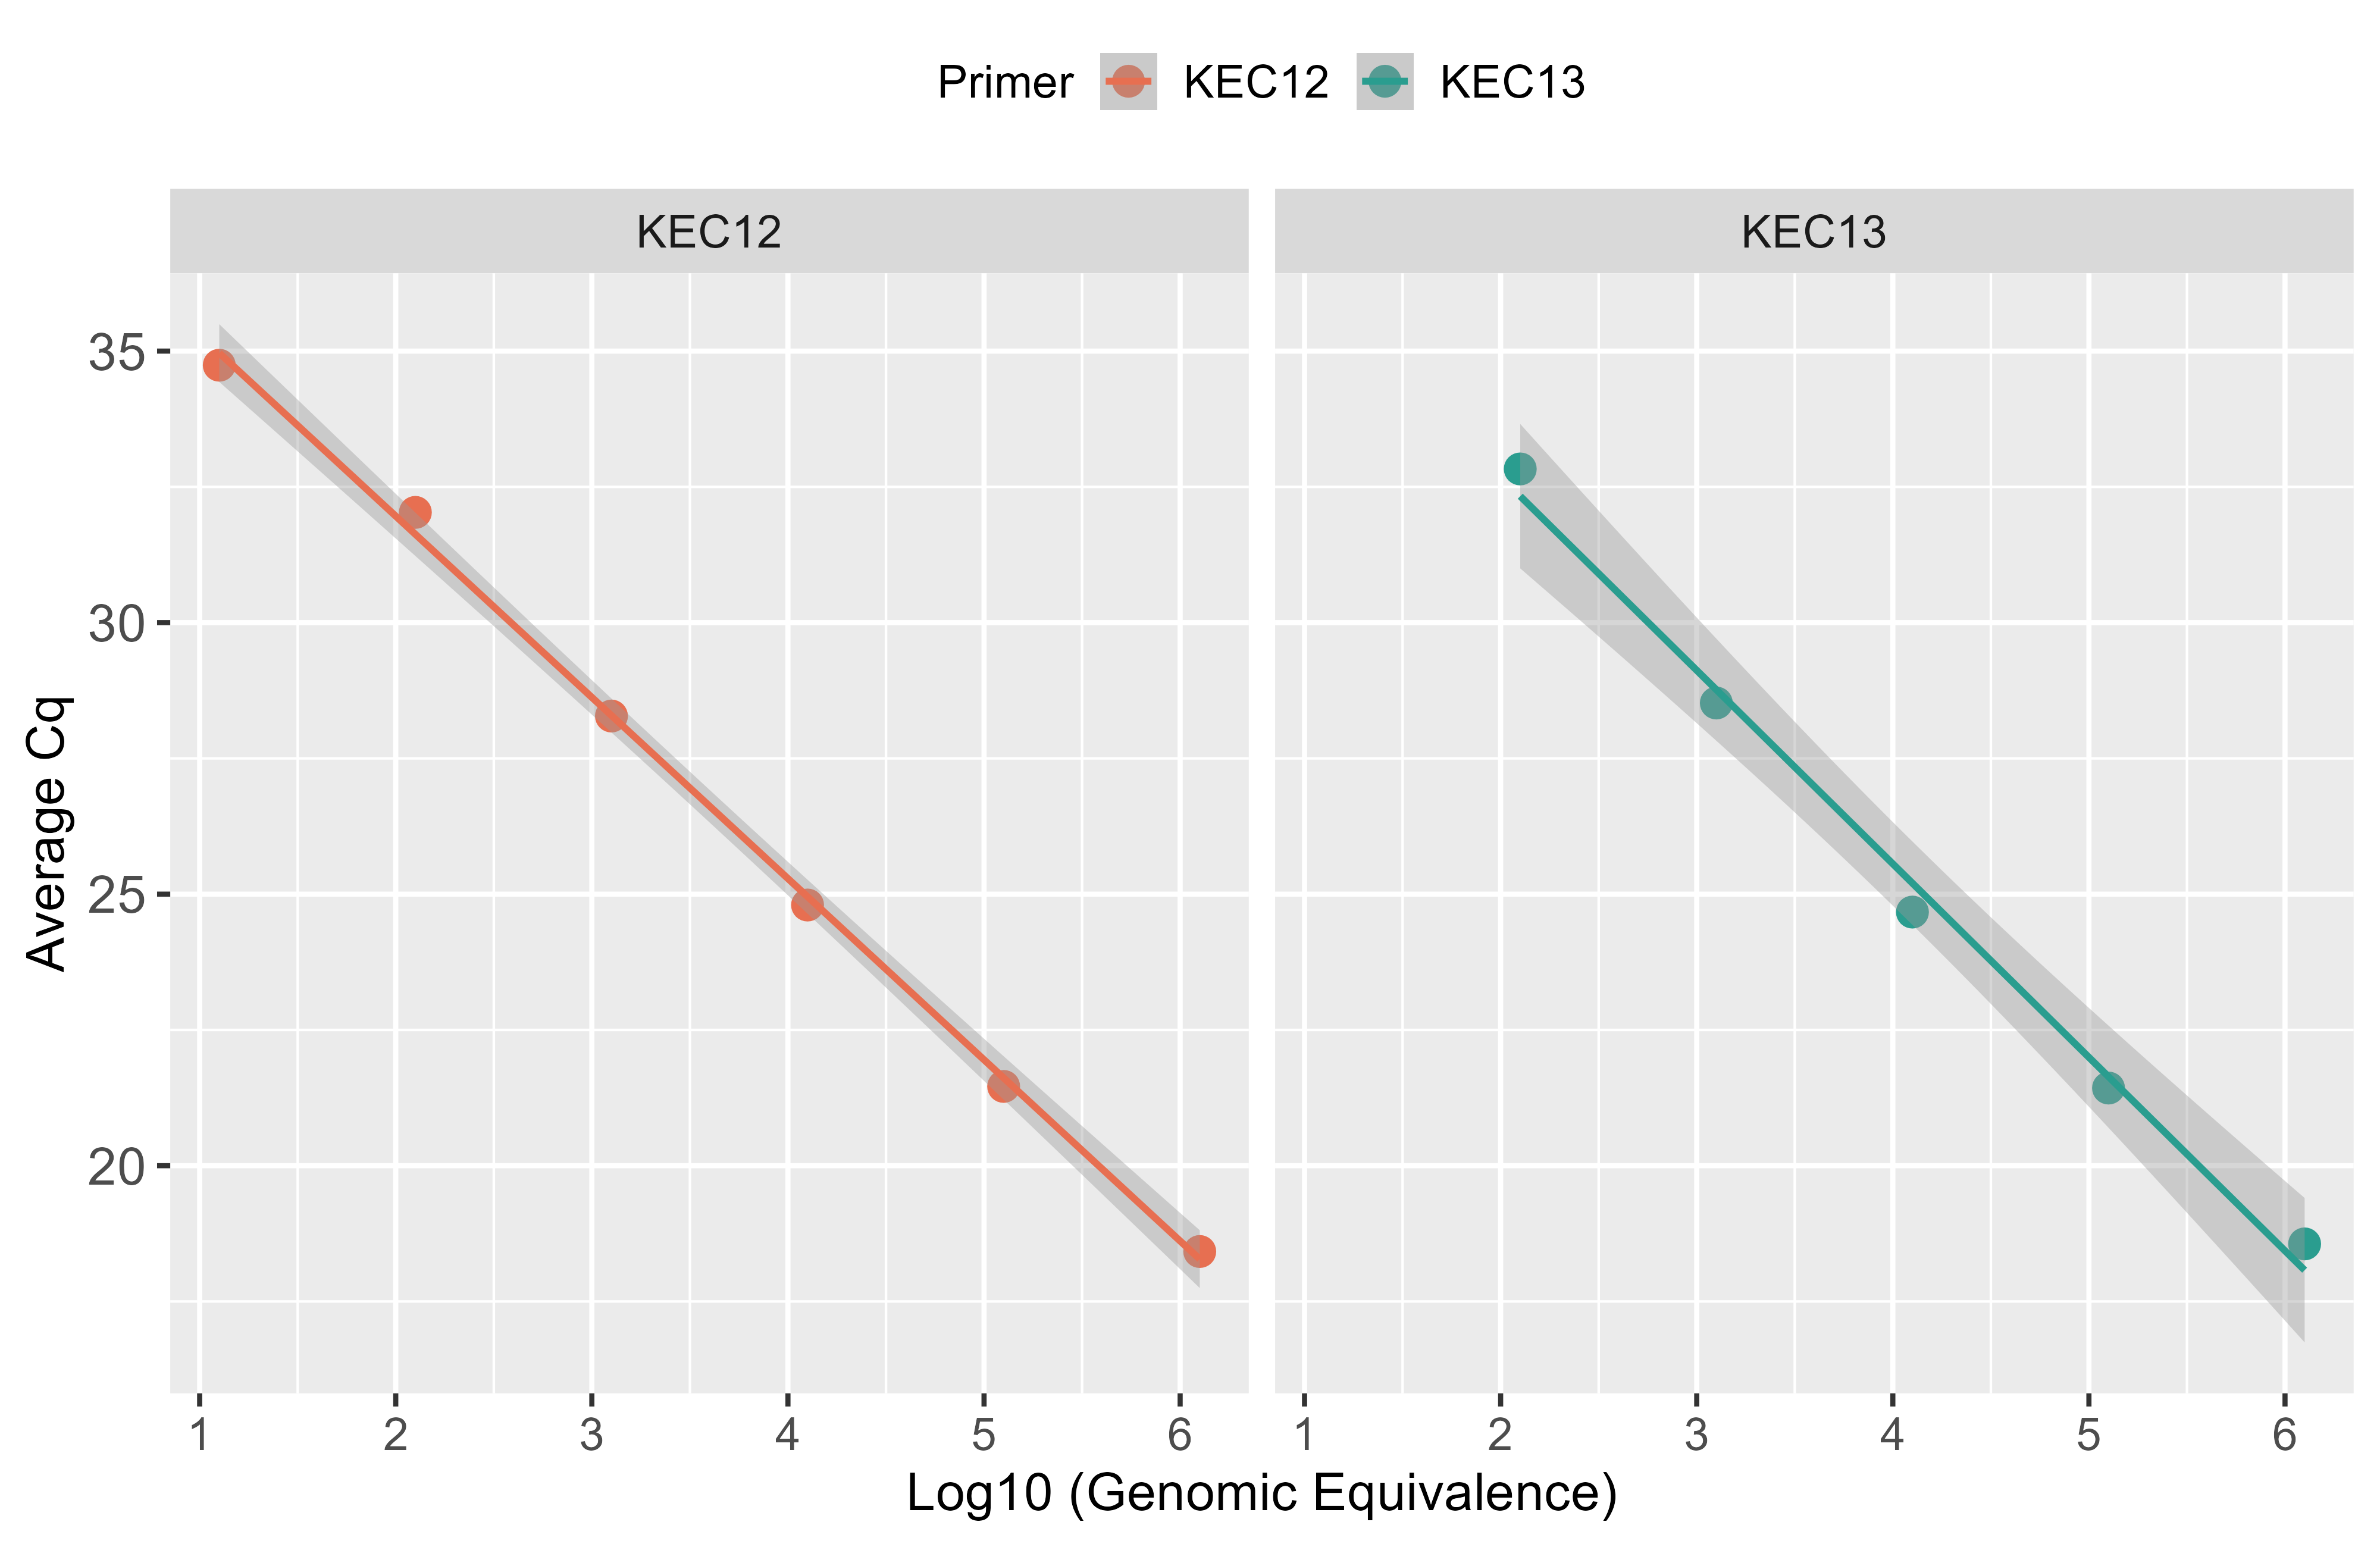 Primer KEC12 KEC13
KEC12 KEC13
35
30
25
20
Average Cq
1 2 3 4 5 6 1 2 3 4 5 6
Log10 (Genomic Equivalence)